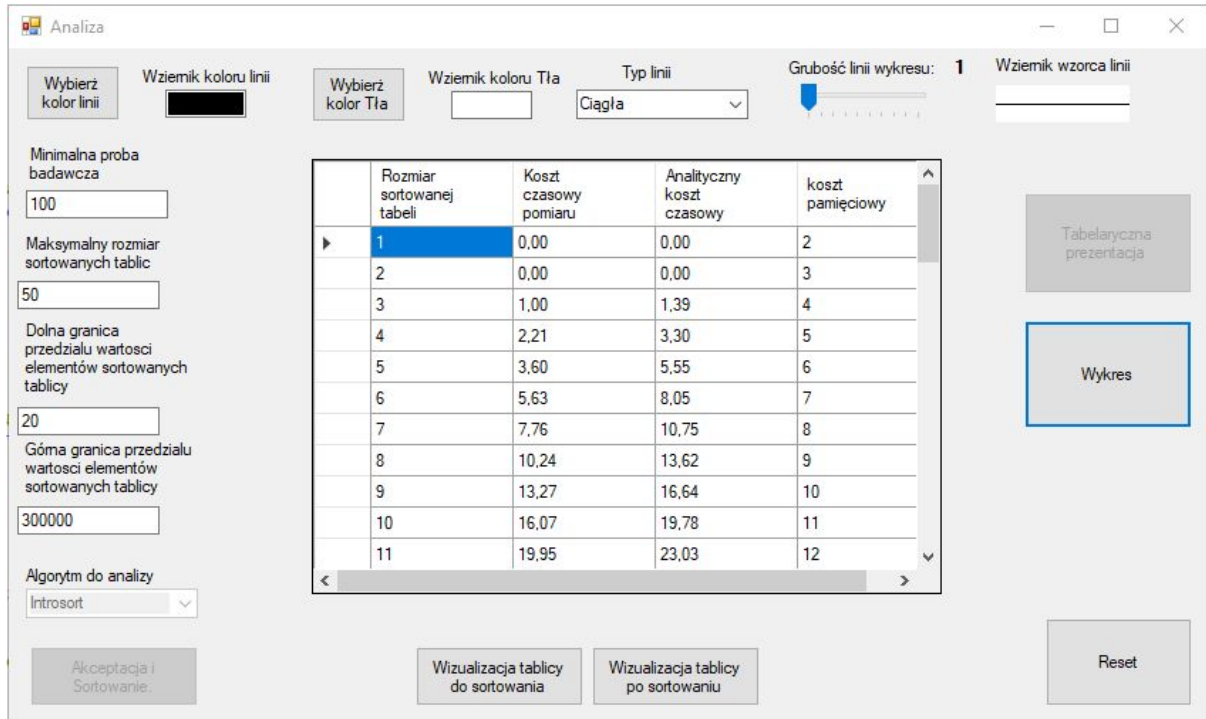 Analiza
Wybierż
kolor linii
Wziernik koloru linii
Wybierż
kolor Tła
Wziernik koloru Tła
Typ linii
Ciągła
Grubość linii wykresu: 1
Wziernik wzorca linii
Minimalna proba
badawcza
100
Maksymalny rozmiar
sortowanych tablic
50
Dolna granica
przedzialu wartosci
elementów sortowanych
tablicy
20
Górna granica przedzialu
wartosci elementów
sortowanych tablicy
300000
Algorytm do analizy
Introsort
Akceptacja i
Sortowanie.
Rozmiar
sortowanej
tabeli
Koszt
czasowy
pomiaru
Analityczny
koszt
czasowy
koszt
pamięciowy
1 0,00 0,00 2
2 0,00 0,00 3
3 1,00 1,39 4
4 2,21 3,30 5
5 3,60 5,55 6
6 5,63 8,05 7
7 7,76 10,75 8
8 10,24 13,62 9
9 13,27 16,64 10
10 16,07 19,78 11
11 19,95 23,03 12
Wizualizacja tablicy
do sortowania
Wizualizacja tablicy
po sortowaniu
Tabelaryczna
prezentacja
Wykres
Reset